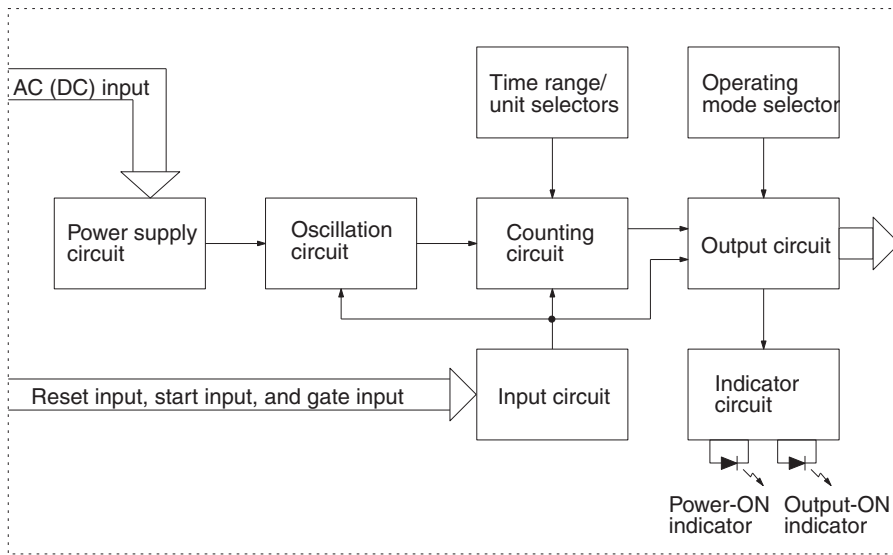 AC (DC) input
Time range/
unit selectors
Operating
mode selector
Power supply
circuit
Oscillation
circuit
Counting
circuit
Output circuit
Reset input, start input, and gate input
Input circuit
Indicator
circuit
Power-ON
indicator
Output-ON
indicator